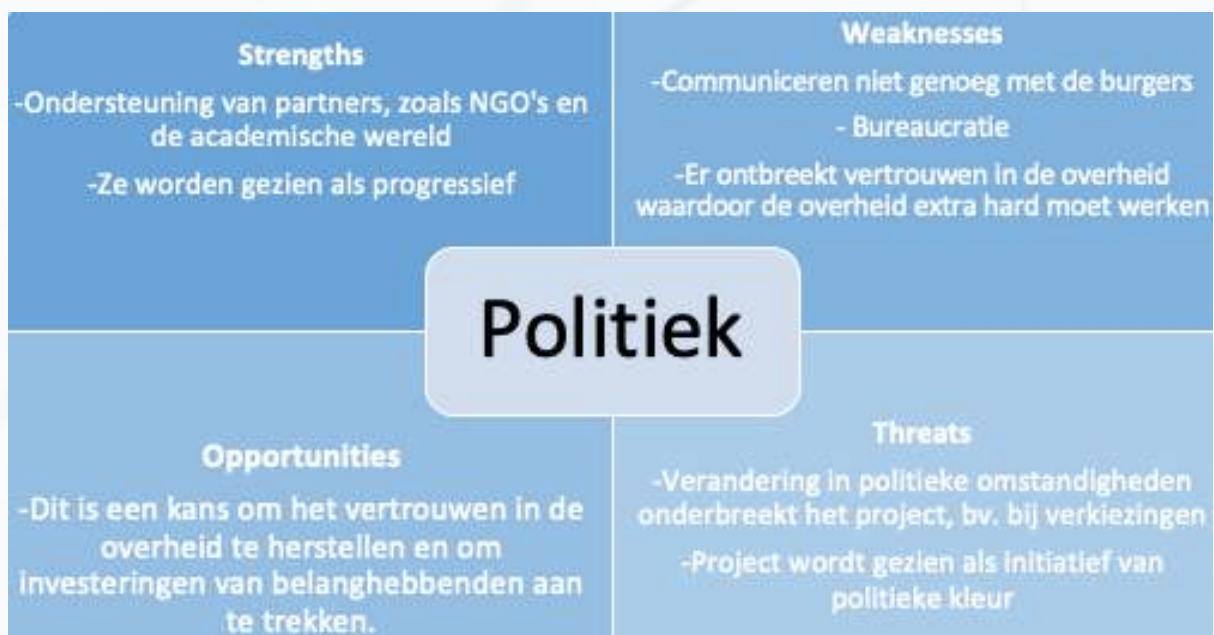 Strengths
-Ondersteuning van partners, zoals NGO's en
de academische wereld
-Ze worden gezien als progressief
Weaknesses
-Communiceren niet genoeg met de burgers
- Bureaucratie
-Er ontbreekt vertrouwen in de overheid
waardoor de overheid extra hard moet werken
Politiek
Opportunities
-Dit is een kans om het vertrouwen in de
overheid te herstellen en om
investeringen van belanghebbenden aan
te trekken.
Threats
-Verandering in politieke omstandigheden
onderbreekt het project, bv. bij verkiezingen
-Project wordt gezien als initiatief van
politieke kleur